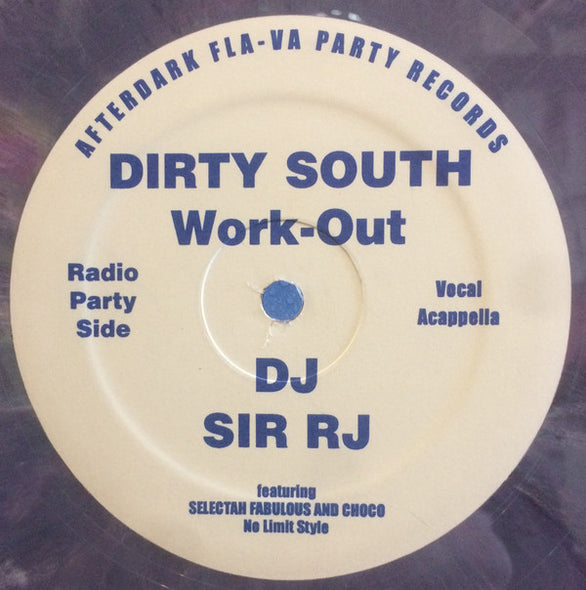 AFTERDARK FLA-VA PARTY RECORDS
DIRTY SOUTH
Work-Out
Radio
Party
Side
Vocal
Acappella
DJ
SIR RJ
featuring
SELECTAH FABULOUS AND CHOCO
No Limit Style